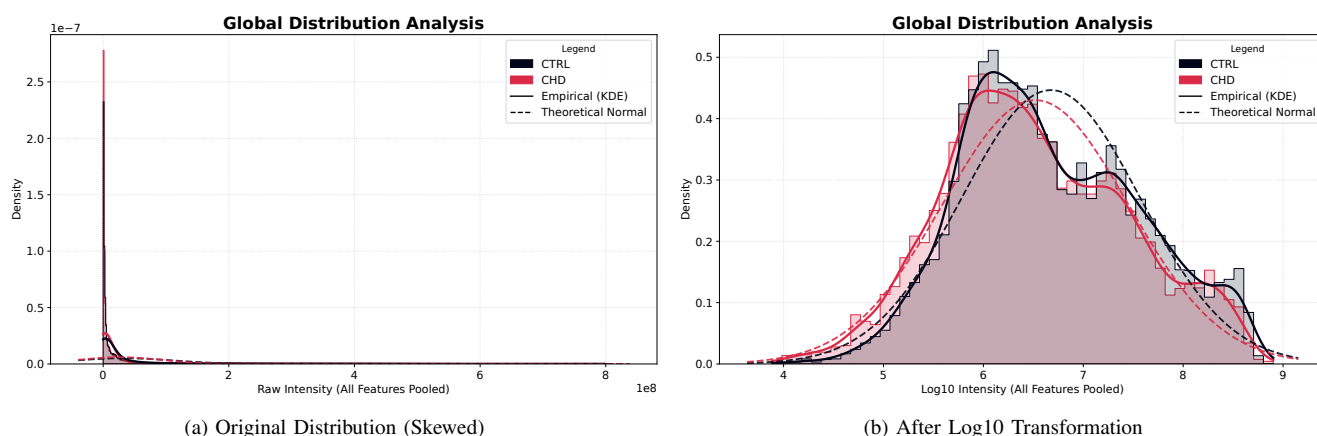 Global Distribution Analysis
1e−7
Legend
CTRL
CHD
Empirical (KDE)
Theoretical Normal
2.5
2.0
1.5
1.0
0.5
0.0
Density
0
2
4
6
8
1e8
Raw Intensity (All Features Pooled)
(a) Original Distribution (Skewed)
Global Distribution Analysis
Legend
CTRL
CHD
Empirical (KDE)
Theoretical Normal
0.5
0.4
0.3
0.2
0.1
0.0
Density
4
5
6
7
8
9
Log10 Intensity (All Features Pooled)
(b) After Log10 Transformation